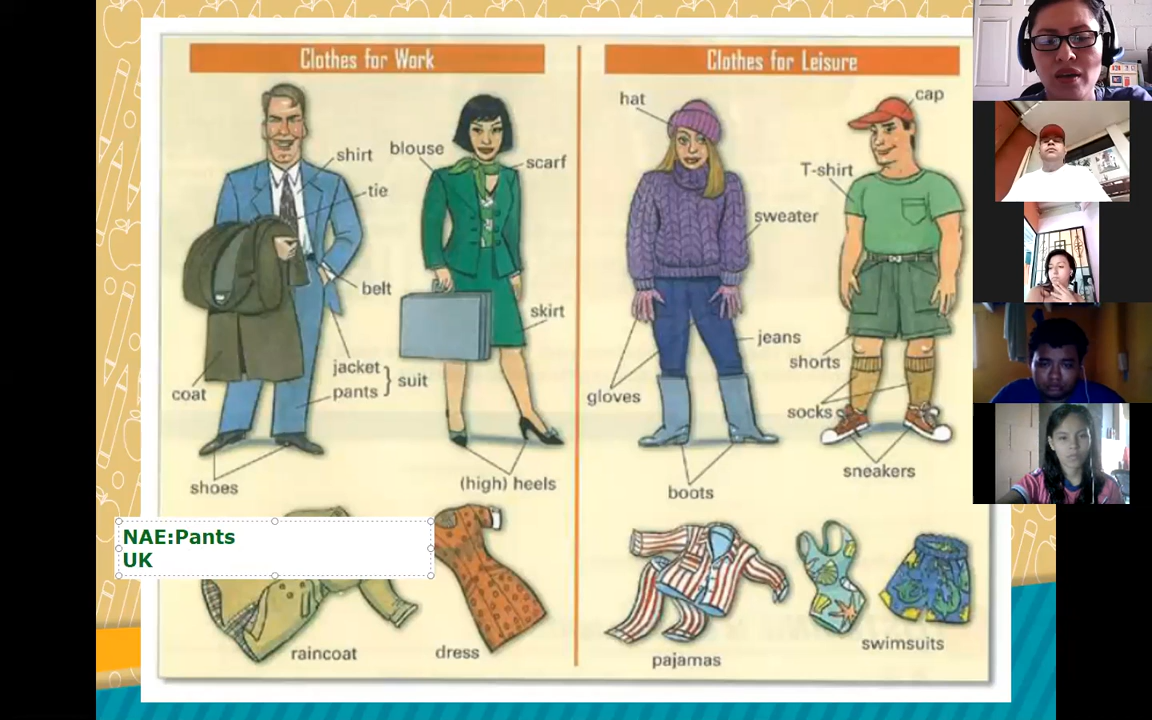 Clothes for Work
shirt
blouse
scarf
tie
belt
skirt
jacket
pants
suit
coat
shoes
(high) heels
raincoat
dress
Clothes for Leisure
hat
cap
T-shirt
sweater
jeans
shorts
gloves
socks
sneakers
boots
pajamas
swimsuits
NAE:Pants
UK